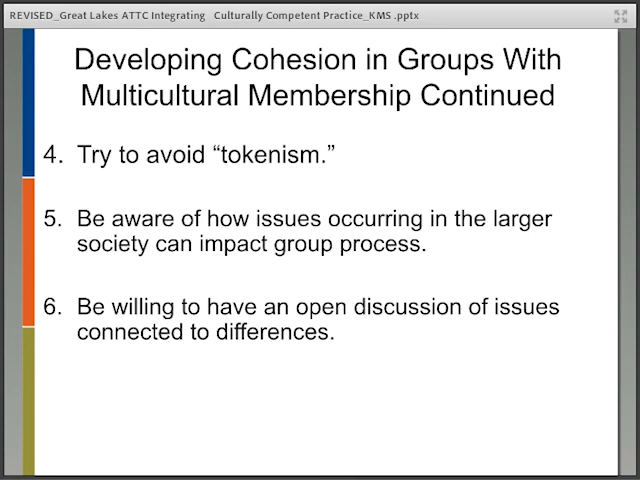 REVISED_Great Lakes ATTC Integrating Culturally Competent Practice_KMS .pptx
Developing Cohesion in Groups With
Multicultural Membership Continued
4. Try to avoid “tokenism.”
5. Be aware of how issues occurring in the larger
society can impact group process.
6. Be willing to have an open discussion of issues
connected to differences.